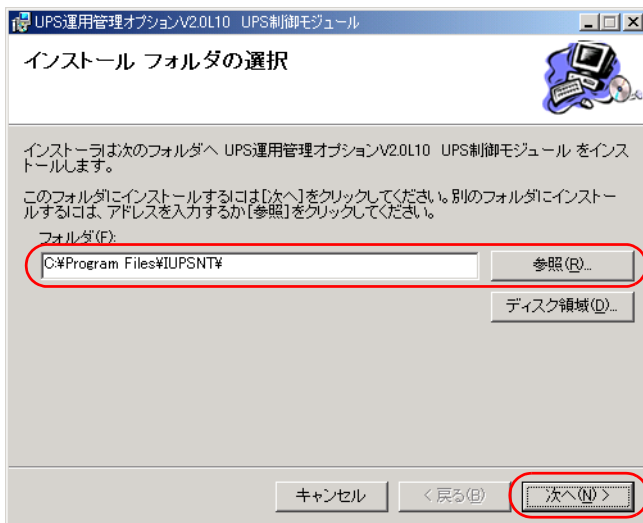 UPS運用管理オプションV2.0L10　UPS制御モジュール
インストール フォルダの選択
インストーラは次のフォルダへ UPS運用管理オプションV2.0L10　UPS制御モジュール をインス
トールします。
このフォルダにインストールするには[次へ]をクリックしてください。別のフォルダにインストー
ルするには、アドレスを入力するか[参照]をクリックしてください。
フォルダ(F):
C:¥Program Files¥IUPSNT¥
参照(R)...
ディスク領域(D)...
キャンセル
< 戻る(B)
次へ(N) >